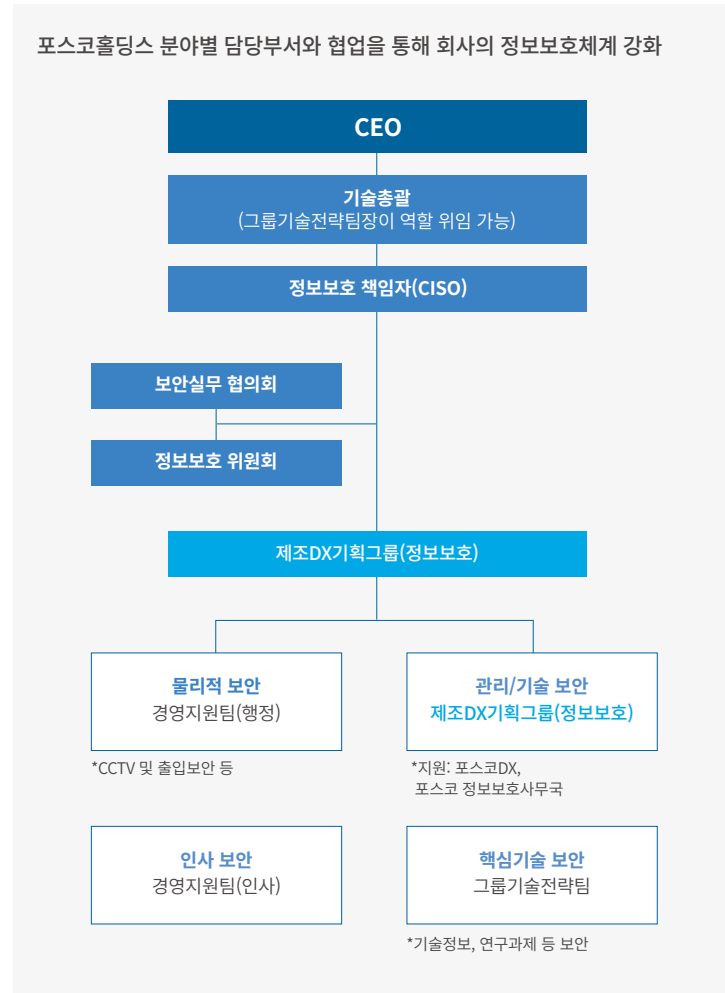 포스코홀딩스 분야별 담당부서와 협업을 통해 회사의 정보보호체계 강화
CEO
기술총괄
(그룹기술전략팀장이 역할 위임 가능)
정보보호 책임자(CISO)
보안실무 협의회
정보보호 위원회
제조DX기획그룹(정보보호)
물리적 보안
경영지원팀(행정)
*CCTV 및 출입보안 등
관리/기술 보안
제조DX기획그룹(정보보호)
*지원: 포스코DX,
포스코 정보보호사무국
인사 보안
경영지원팀(인사)
핵심기술 보안
그룹기술전략팀
*기술정보, 연구과제 등 보안